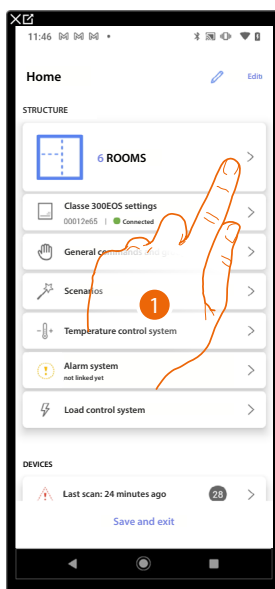 11:46
Home
Edit
STRUCTURE
6 ROOMS
Classe 300EOS settings
00012e65 | Connected
General
Scenarios
1
Temperature control system
Alarm system
not linked yet
Load control system
DEVICES
Last scan: 24 minutes ago
28
Save and exit